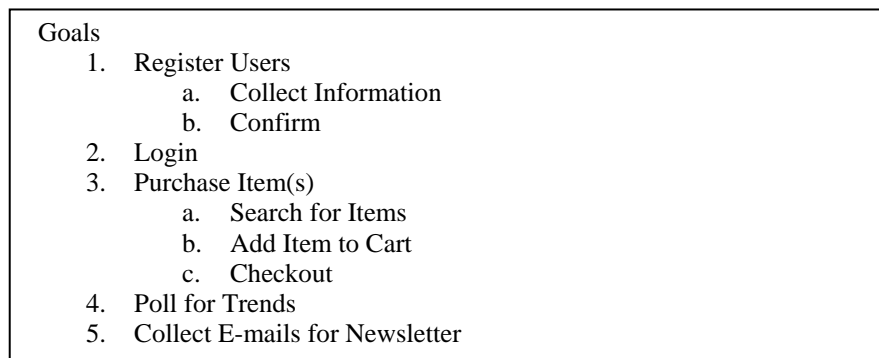 Goals
1. Register Users
a. Collect Information
b. Confirm
2. Login
3. Purchase Item(s)
a. Search for Items
b. Add Item to Cart
c. Checkout
4. Poll for Trends
5. Collect E-mails for Newsletter